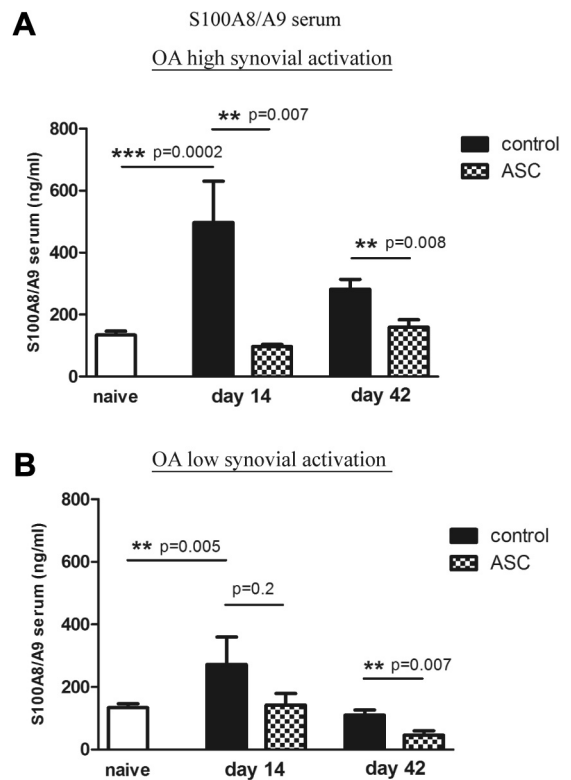 A
S100A8/A9 serum
OA high synovial activation
S100A8/A9 serum (ng/ml)
800
600
400
200
0
*** p=0.0002
** p=0.007
** p=0.008
control
ASC
naive day 14 day 42
B
OA low synovial activation
S100A8/A9 serum (ng/ml)
800
600
400
200
0
** p=0.005
p=0.2
** p=0.007
control
ASC
naive day 14 day 42